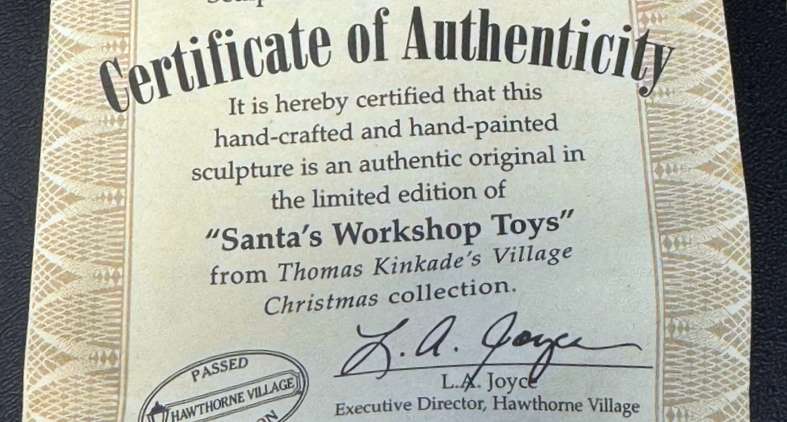 Certificate of Authenticity
It is hereby certified that this
hand-crafted and hand-painted
sculpture is an authentic original in
the limited edition of
“Santa’s Workshop Toys”
from Thomas Kinkade’s Village
Christmas collection.
L. A. Joyce
L.A. Joyce
Executive Director, Hawthorne Village
PASSED
HAWTHORNE VILLAGE